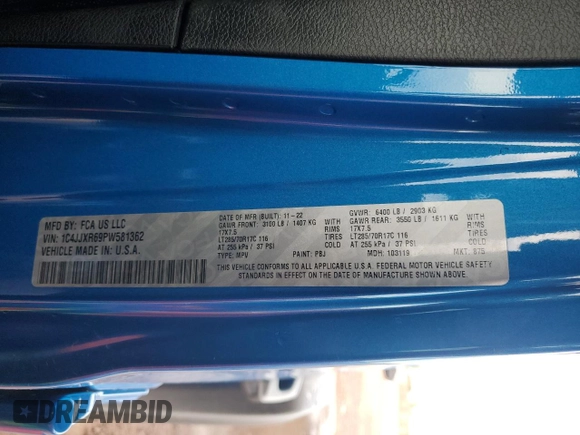 MFD BY: FCA US LLC
VIN: 1C4JJXR69PW581362
VEHICLE MADE IN: U.S.A.
DATE OF MFR (BUILT): 11-22
GAWR FRONT: 3100 LB / 1407 KG WITH
17X7.5 RIMS
LT285/70R17C 116 TIRES
AT 255 kPa / 37 PSI
TYPE: MPV PAINT: PBJ
GVWR: 6400 LB / 2903 KG
GAWR REAR: 3550 LB / 1611 KG WITH
17X7.5 RIMS
LT285/70R17C 116 TIRES
AT 255 kPa / 37 PSI COLD
MDH: 103119 MKT: 875
THIS VEHICLE CONFORMS TO ALL APPLICABLE U.S.A. FEDERAL MOTOR VEHICLE SAFETY
STANDARDS IN EFFECT ON THE DATE OF MANUFACTURE SHOWN ABOVE.
DREAMBID